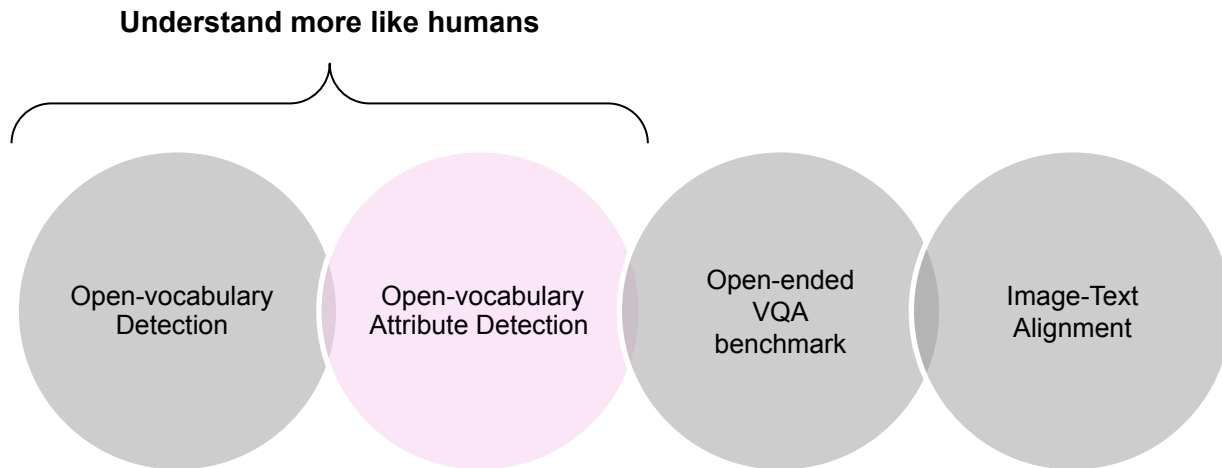 Understand more like humans
Open-vocabulary
Detection
Open-vocabulary
Attribute Detection
Open-ended
VQA
benchmark
Image-Text
Alignment